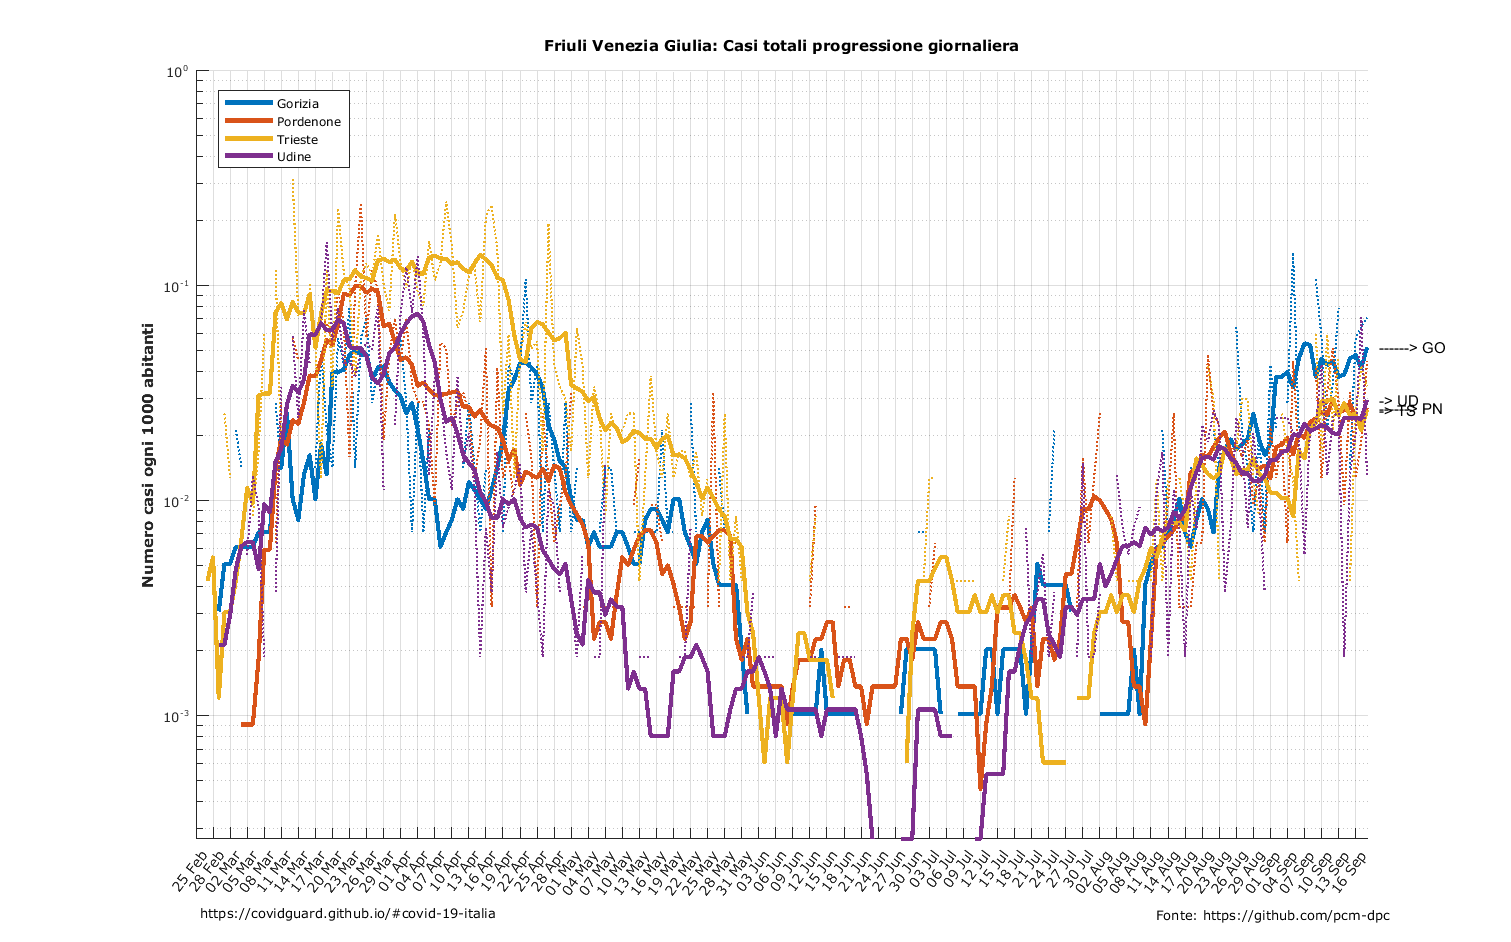 Friuli Venezia Giulia: Casi totali progressione giornaliera
Numero casi ogni 1000 abitanti
10⁰
10⁻¹
10⁻²
10⁻³
Gorizia
Pordenone
Trieste
Udine
------> GO
-> UD
-----> PN
---> TS
25 Feb
28 Feb
02 Mar
05 Mar
08 Mar
11 Mar
14 Mar
17 Mar
20 Mar
23 Mar
26 Mar
29 Mar
01 Apr
04 Apr
07 Apr
10 Apr
13 Apr
16 Apr
19 Apr
22 Apr
25 Apr
28 Apr
01 May
04 May
07 May
10 May
13 May
16 May
19 May
22 May
25 May
28 May
31 May
03 Jun
06 Jun
09 Jun
12 Jun
15 Jun
18 Jun
21 Jun
24 Jun
27 Jun
30 Jun
03 Jul
06 Jul
09 Jul
12 Jul
15 Jul
18 Jul
21 Jul
24 Jul
27 Jul
30 Jul
02 Aug
05 Aug
08 Aug
11 Aug
14 Aug
17 Aug
20 Aug
23 Aug
26 Aug
29 Aug
01 Sep
04 Sep
07 Sep
10 Sep
13 Sep
16 Sep
https://covidguard.github.io/#covid-19-italia
Fonte: https://github.com/pcm-dpc